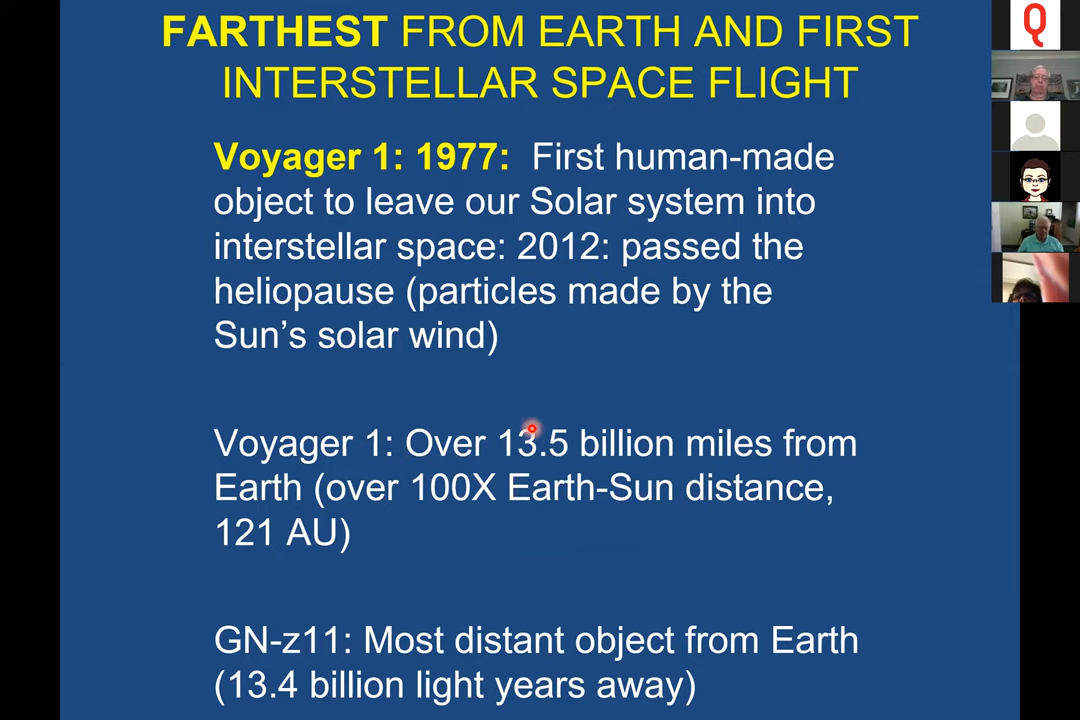 FARTHEST FROM EARTH AND FIRST
INTERSTELLAR SPACE FLIGHT
Voyager 1: 1977: First human-made
object to leave our Solar system into
interstellar space: 2012: passed the
heliopause (particles made by the
Sun’s solar wind)
Voyager 1: Over 13.5 billion miles from
Earth (over 100X Earth-Sun distance,
121 AU)
GN-z11: Most distant object from Earth
(13.4 billion light years away)
Q